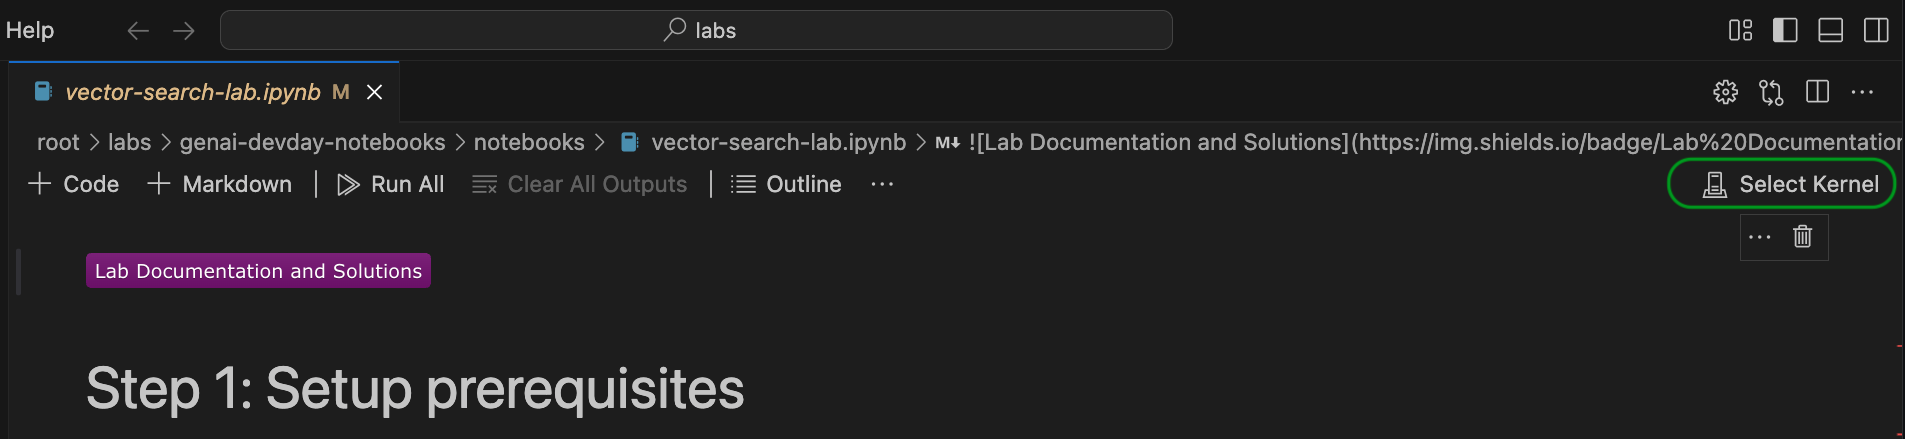 Help labs
vector-search-lab.ipynb M
root > labs > genai-devday-notebooks > notebooks > vector-search-lab.ipynb > M↓ ![Lab Documentation and Solutions](https://img.shields.io/badge/Lab%20Documentation
+ Code + Markdown | Run All Clear All Outputs | Outline ... Select Kernel
Lab Documentation and Solutions
Step 1: Setup prerequisites